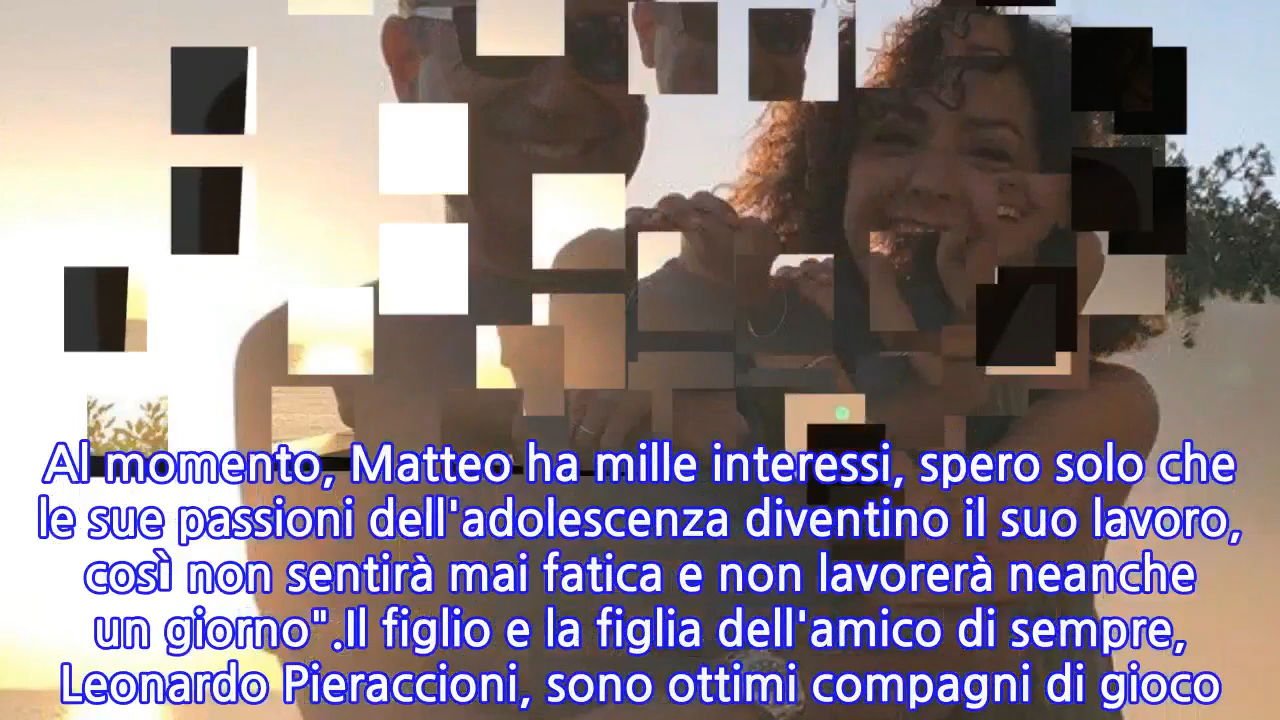 Al momento, Matteo ha mille interessi, spero solo che
le sue passioni dell'adolescenza diventino il suo lavoro,
così non sentirà mai fatica e non lavorerà neanche
un giorno".Il figlio e la figlia dell'amico di sempre,
Leonardo Pieraccioni, sono ottimi compagni di gioco